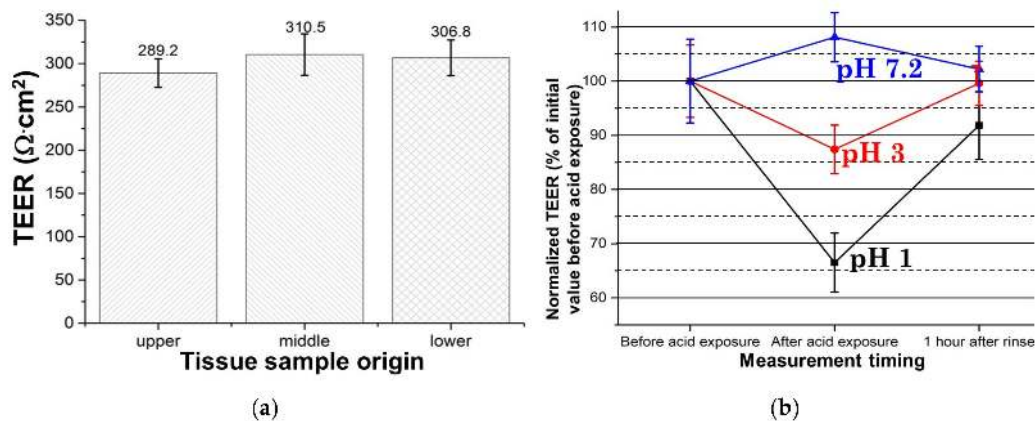 350
300
250
200
150
100
50
0
TEER (Ω·cm²)
289.2
310.5
306.8
upper
middle
lower
Tissue sample origin
(a)
110
100
90
80
70
60
Normalized TEER (% of initial
value before acid exposure)
pH 7.2
pH 3
pH 1
Before acid exposure
After acid exposure
1 hour after rinse
Measurement timing
(b)